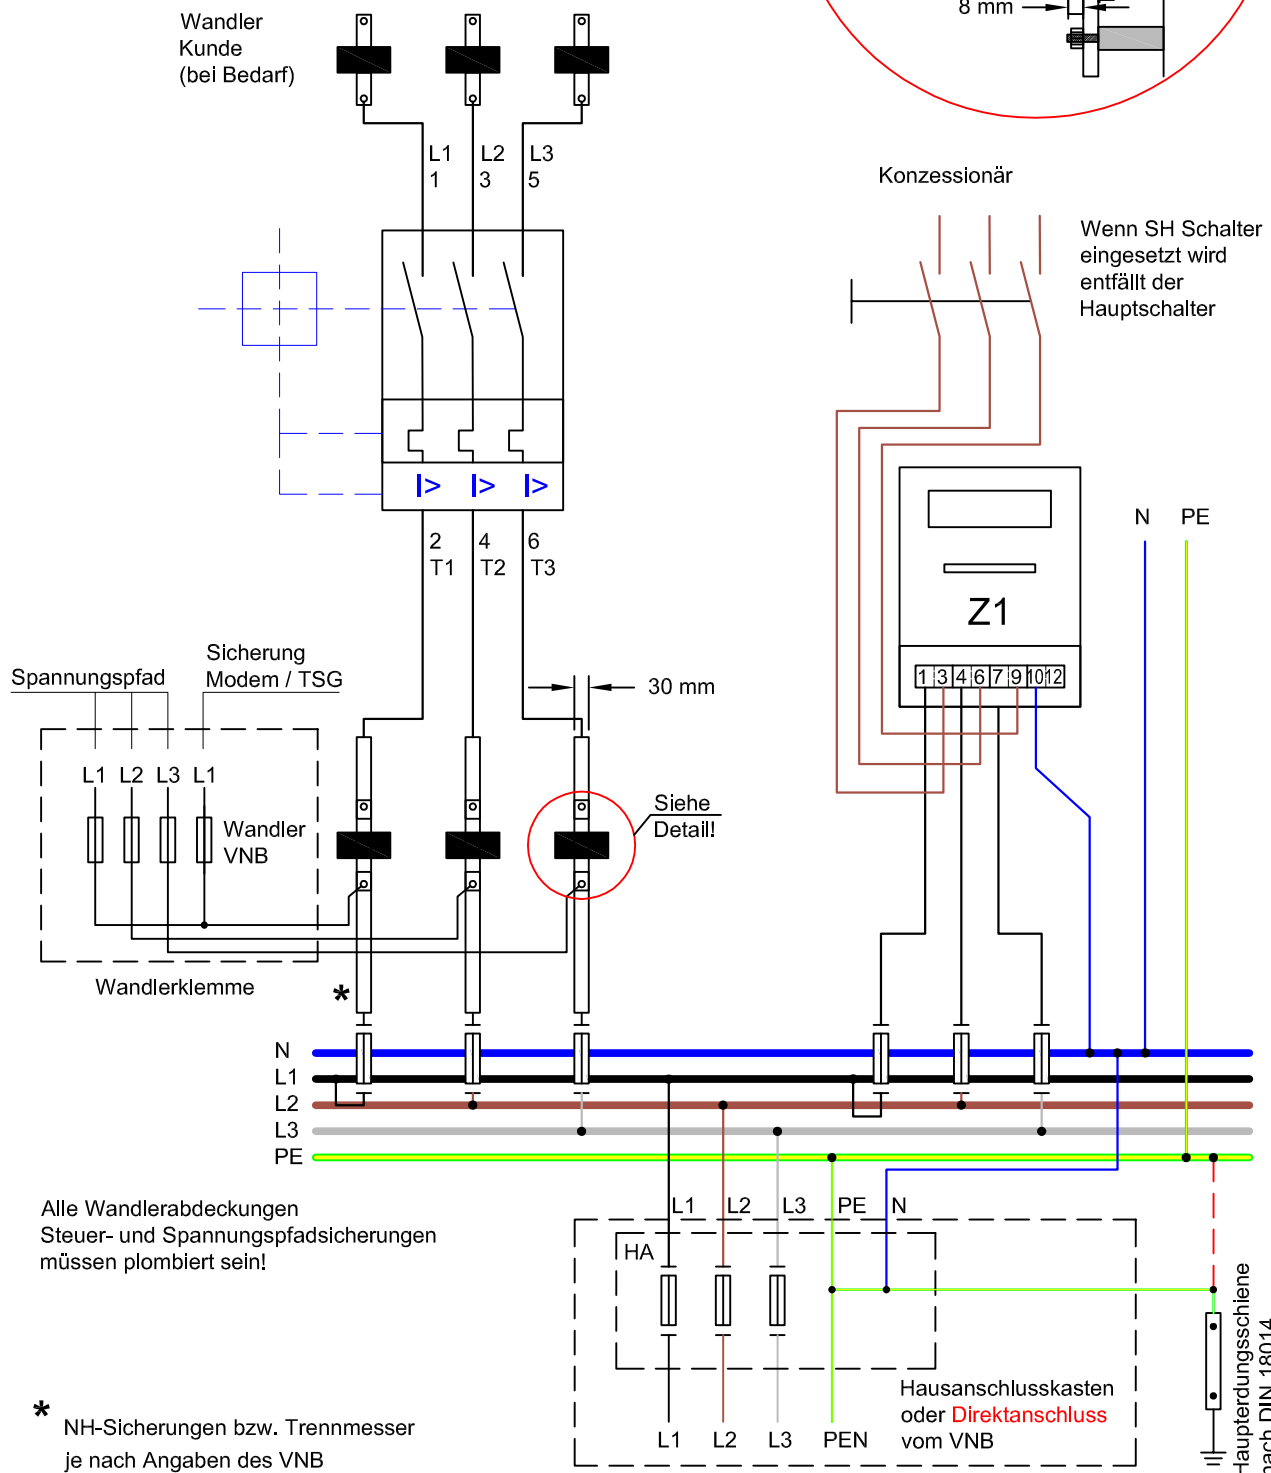 Wandler
Kunde
(bei Bedarf)
8 mm
L1 L2 L3
1 3 5
Konzessionär
Wenn SH Schalter
eingesetzt wird
entfällt der
Hauptschalter
I> I> I>
2 4 6
T1 T2 T3
N PE
Z1
1 3 4 6 7 9 10 12
Spannungspfad
Sicherung
Modem / TSG
30 mm
L1 L2 L3 L1
Wandler
VNB
Siehe
Detail!
Wandlerklemme
*
N
L1
L2
L3
PE
Alle Wandlerabdeckungen
Steuer- und Spannungspfadsicherungen
müssen plombiert sein!
L1 L2 L3 PE N
HA
Hausanschlusskasten
oder Direktanschluss
vom VNB
L1 L2 L3 PEN
Haupterdungsschiene
nach DIN 18014
* NH-Sicherungen bzw. Trennmesser
je nach Angaben des VNB